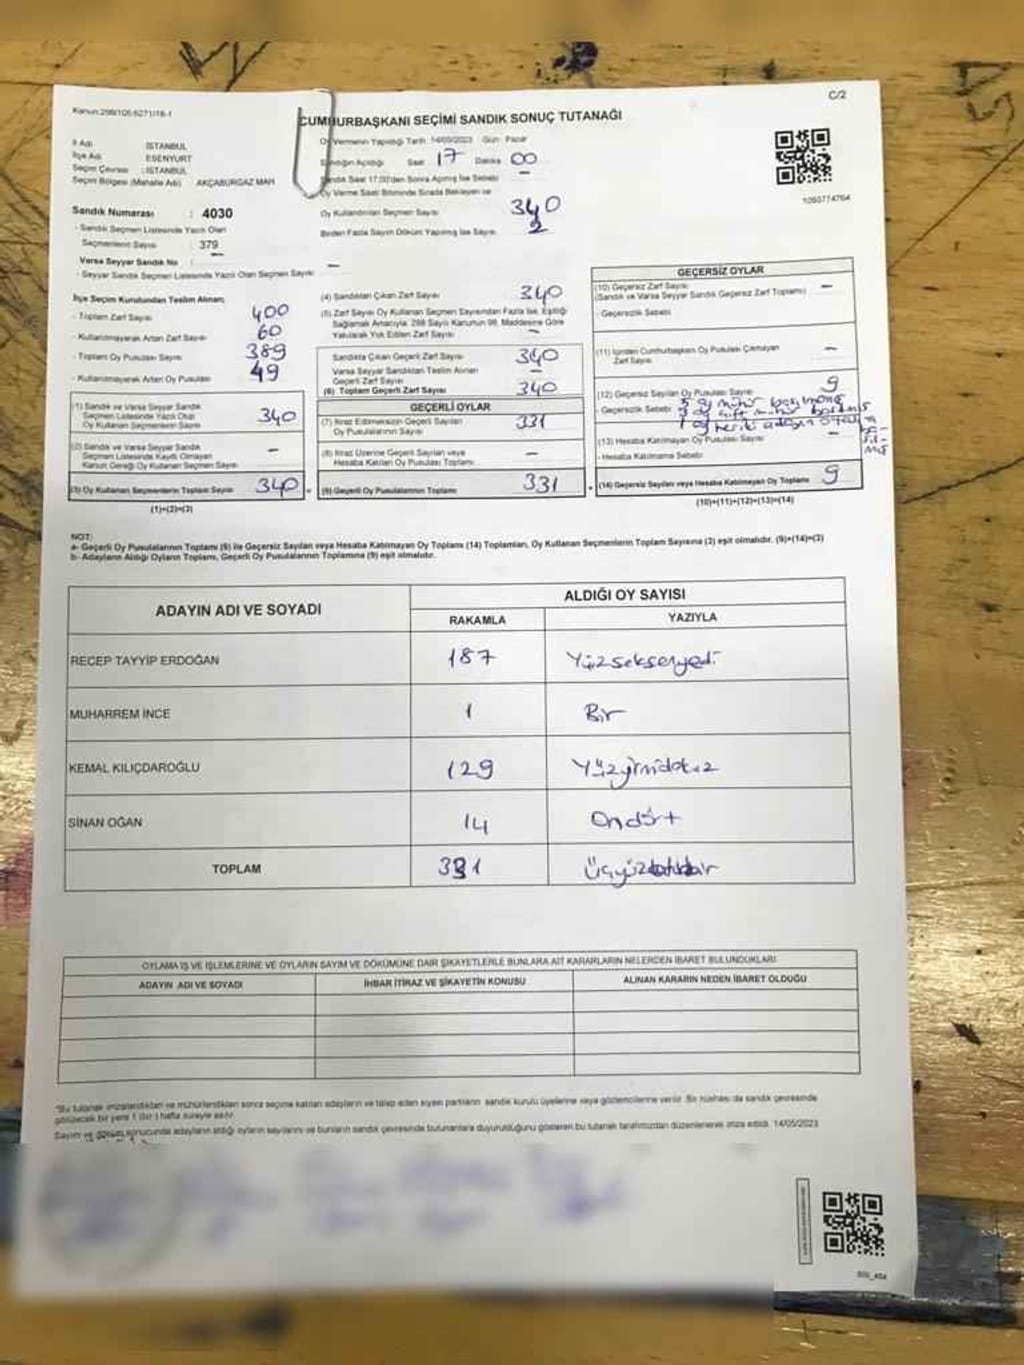 Kanun:298/105 6271/16-1
C/2
CUMHURBAŞKANI SEÇİMİ SANDIK SONUÇ TUTANAĞI
İl Adı İSTANBUL
İlçe Adı ESENYURT
Seçim Çevresi : İSTANBUL
Seçim Bölgesi (Mahalle Adı) AKÇABURGAZ MAH
Sandık Numarası : 4030
- Sandık Seçmen Listesinde Yazılı Olan
Seçmenlerin Sayısı : 379
Varsa Seyyar Sandık No : —
- Seyyar Sandık Seçmen Listesinde Yazılı Olan Seçmen Sayısı —
Oy Vermenin Yapıldığı Tarih 14/05/2023 Gün : Pazar
Sandığın Açıldığı Saat 17 Dakika 00
Sandık Saat 17:00'den Sonra Açılmış İse Sebebi —
Oy Verme Saati Bitiminde Sırada Bekleyen ve
Oy Kullandırılan Seçmen Sayısı 340
Birden Fazla Sayım Döküm Yapılmış İse Sayısı 2
1093774764
İlçe Seçim Kurulundan Teslim Alınan;
- Toplam Zarf Sayısı 400
- Kullanılmayarak Artan Zarf Sayısı 60
- Toplam Oy Pusulası Sayısı 389
- Kullanılmayarak Artan Oy Pusulası 49
(1) Sandık ve Varsa Seyyar Sandık
Seçmen Listesinde Yazılı Olup
Oy Kullanan Seçmenlerin Sayısı 340
(2) Sandık ve Varsa Seyyar Sandık
Seçmen Listesinde Kayıtlı Olmayan
Kanun Gereği Oy Kullanan Seçmen Sayısı —
(3) Oy Kullanan Seçmenlerin Toplam Sayısı 340
(1)+(2)=(3)
(4) Sandıktan Çıkan Zarf Sayısı 340
(5) Zarf Sayısı Oy Kullanan Seçmen Sayısından Fazla İse, Eşitliği
Sağlamak Amacıyla, 298 Sayılı Kanunun 98. Maddesine Göre
Yakılarak Yok Edilen Zarf Sayısı —
Sandıkta Çıkan Geçerli Zarf Sayısı 340
Varsa Seyyar Sandıktan Teslim Alınan
Geçerli Zarf Sayısı —
(6) Toplam Geçerli Zarf Sayısı 340
GEÇERLİ OYLAR
(7) İtiraz Edilmeksizin Geçerli Sayılan
Oy Pusulalarının Sayısı 331
(8) İtiraz Üzerine Geçerli Sayılan veya
Hesaba Katılan Oy Pusulası Toplamı —
(9) Geçerli Oy Pusulalarının Toplamı 331
GEÇERSİZ OYLAR
(10) Geçersiz Zarf Sayısı —
(Sandık ve Varsa Seyyar Sandık Geçersiz Zarf Toplamı)
- Geçersizlik Sebebi
(11) İçinden Cumhurbaşkanı Oy Pusulası Çıkmayan
Zarf Sayısı —
(12) Geçersiz Sayılan Oy Pusulası Sayısı 9
- Geçersizlik Sebebi 5 oy mühür basılmamış
3 oy çift mühür basılmış
1 oy
(13) Hesaba Katılmayan Oy Pusulası Sayısı —
- Hesaba Katılmama Sebebi
(14) Geçersiz Sayılan veya Hesaba Katılmayan Oy Toplamı 9
(10)+(11)+(12)+(13)=(14)
NOT:
a- Geçerli Oy Pusulalarının Toplamı (9) ile Geçersiz Sayılan veya Hesaba Katılmayan Oy Toplamı (14) Toplamları, Oy Kullanan Seçmenlerin Toplam Sayısına (3) eşit olmalıdır. (9)+(14)=(3)
b- Adayların Aldığı Oyların Toplamı, Geçerli Oy Pusulalarının Toplamına (9) eşit olmalıdır.
ADAYIN ADI VE SOYADI ALDIĞI OY SAYISI
RAKAMLA YAZIYLA
RECEP TAYYİP ERDOĞAN 187 Yüzseksenyedi
MUHARREM İNCE 1 Bir
KEMAL KILIÇDAROĞLU 129 Yüzyirmidokuz
SİNAN OĞAN 14 Ondört
TOPLAM 331
OYLAMA İŞ VE İŞLEMLERİNE VE OYLARIN SAYIM VE DÖKÜMÜNE DAİR ŞİKAYETLERLE BUNLARA AİT KARARLARIN NELERDEN İBARET BULUNDUKLARI
ADAYIN ADI VE SOYADI İHBAR İTİRAZ VE ŞİKAYETİN KONUSU ALINAN KARARIN NEDEN İBARET OLDUĞU
*Bu tutanak imzalandıktan ve mühürlendikten sonra seçime katılan adayların ve talep eden siyasi partilerin sandık kurulu üyelerine veya gözlemcilerine verilir. Bir nüshası da sandık çevresinde
görülecek bir yere 1 (bir) hafta süreyle asılır.
Sayım ve döküm sonucunda adayların aldığı oyların sayılarını ve bunların sandık çevresinde bulunanlara duyurulduğunu gösteren bu tutanak tarafımızdan düzenlenerek imza edildi. 14/05/2023